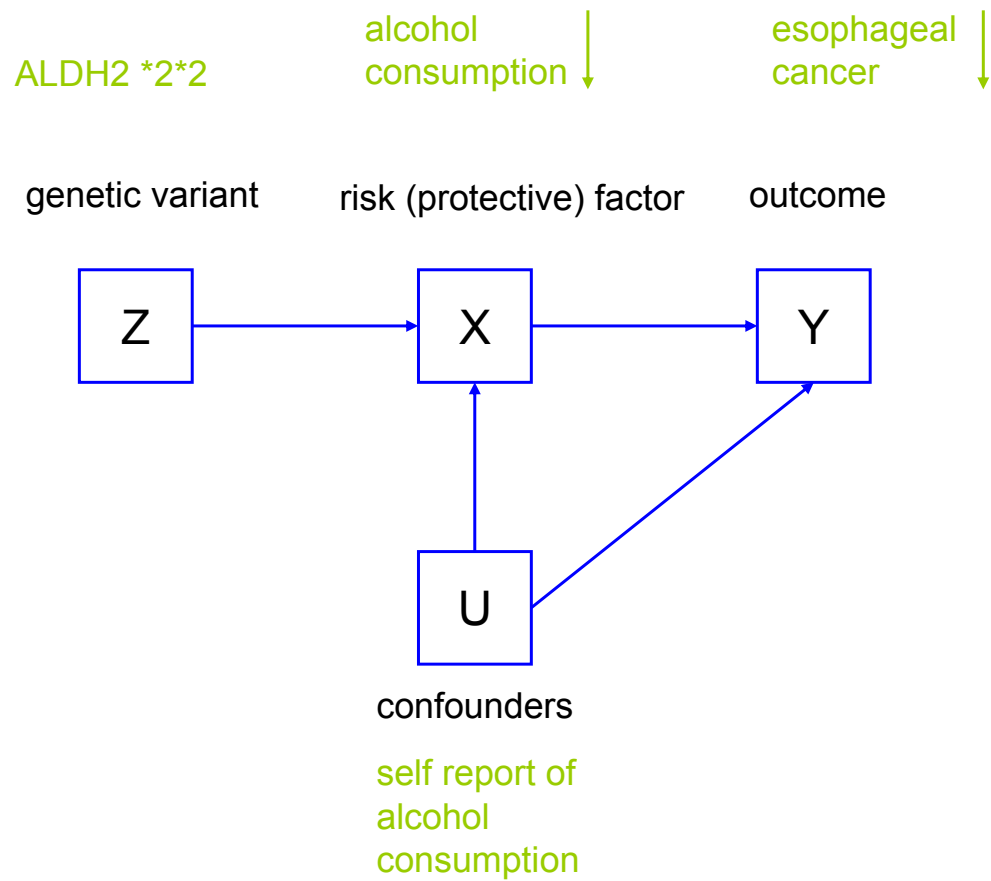 alcohol
consumption
esophageal
cancer
ALDH2 *2*2
genetic variant
risk (protective) factor
outcome
Z
X
Y
U
confounders
self report of
alcohol
consumption